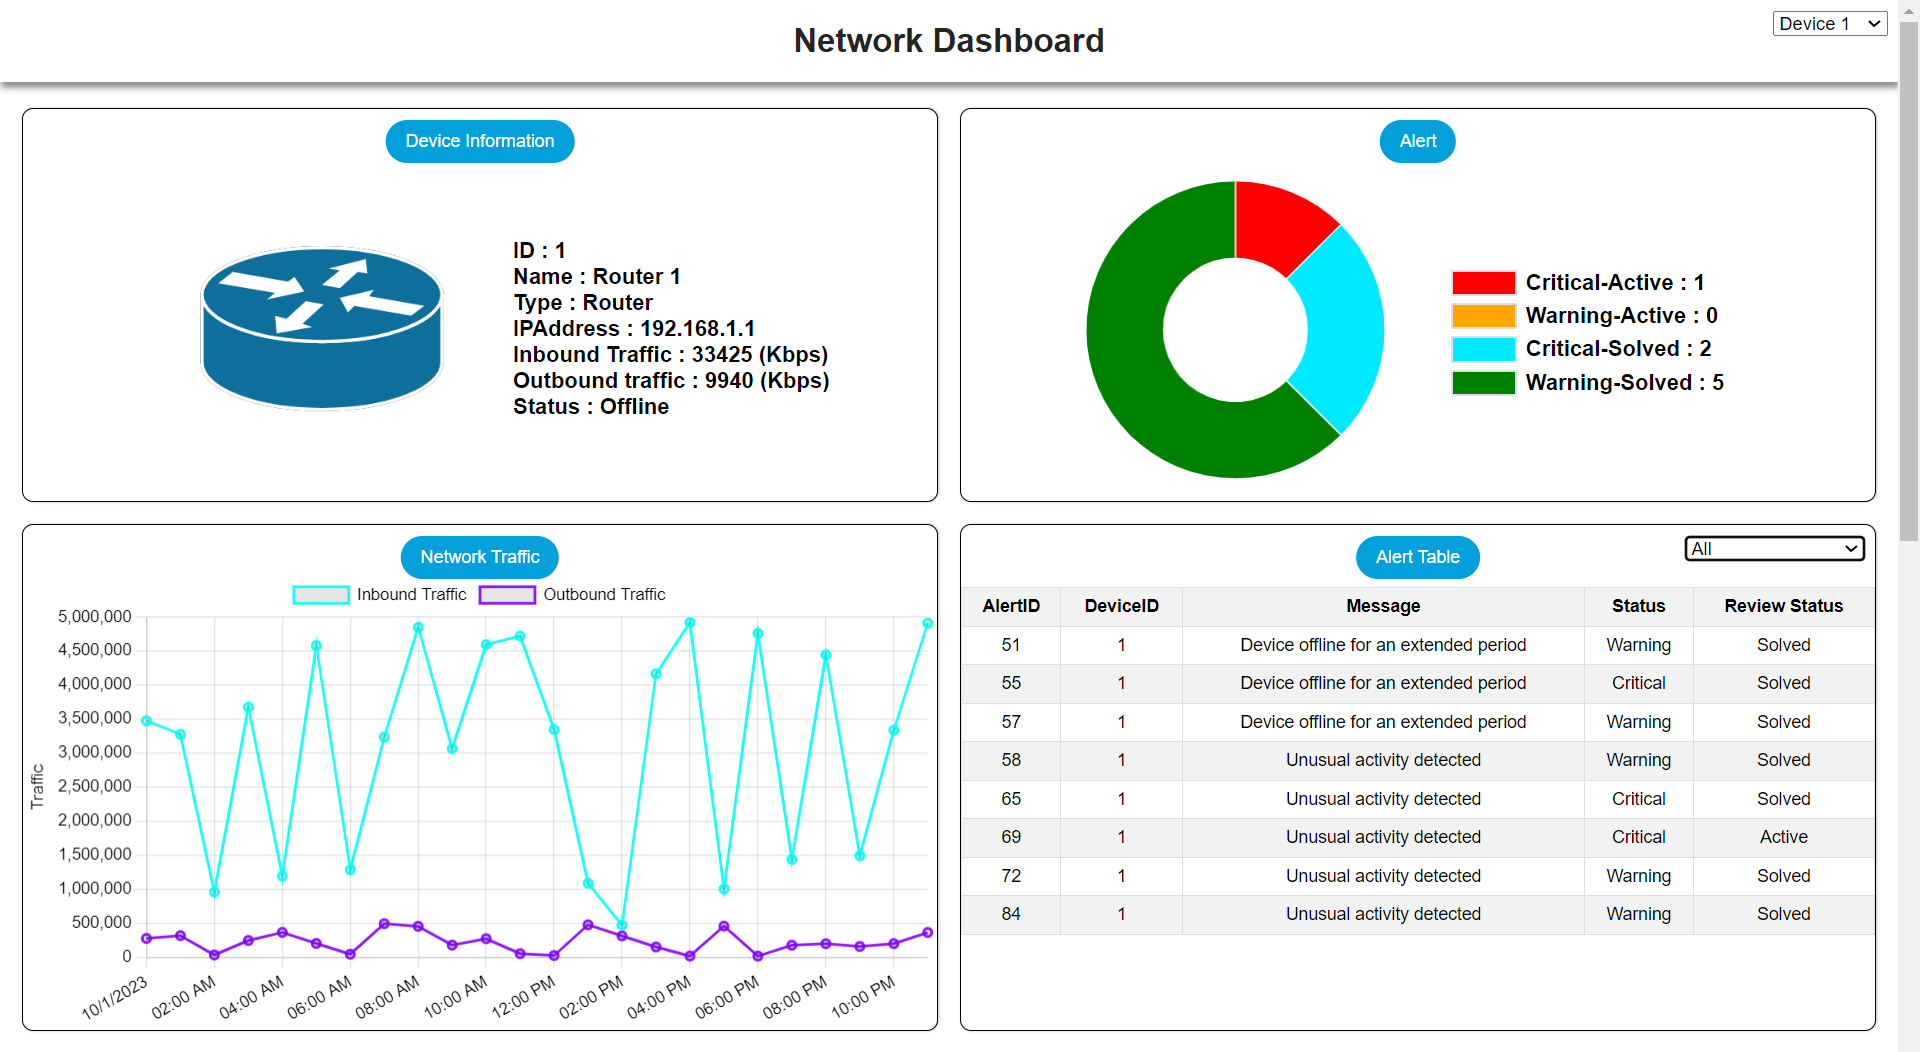 Network Dashboard
Device 1
Device Information
ID : 1
Name : Router 1
Type : Router
IPAddress : 192.168.1.1
Inbound Traffic : 33425 (Kbps)
Outbound traffic : 9940 (Kbps)
Status : Offline
Alert
Critical-Active : 1
Warning-Active : 0
Critical-Solved : 2
Warning-Solved : 5
Network Traffic
Inbound Traffic Outbound Traffic
5,000,000
4,500,000
4,000,000
3,500,000
3,000,000
2,500,000
2,000,000
1,500,000
1,000,000
500,000
0
Traffic
10/1/2023 02:00 AM 04:00 AM 06:00 AM 08:00 AM 10:00 AM 12:00 PM 02:00 PM 04:00 PM 06:00 PM 08:00 PM 10:00 PM
Alert Table
All
AlertID DeviceID Message Status Review Status
51 1 Device offline for an extended period Warning Solved
55 1 Device offline for an extended period Critical Solved
57 1 Device offline for an extended period Warning Solved
58 1 Unusual activity detected Warning Solved
65 1 Unusual activity detected Critical Solved
69 1 Unusual activity detected Critical Active
72 1 Unusual activity detected Warning Solved
84 1 Unusual activity detected Warning Solved